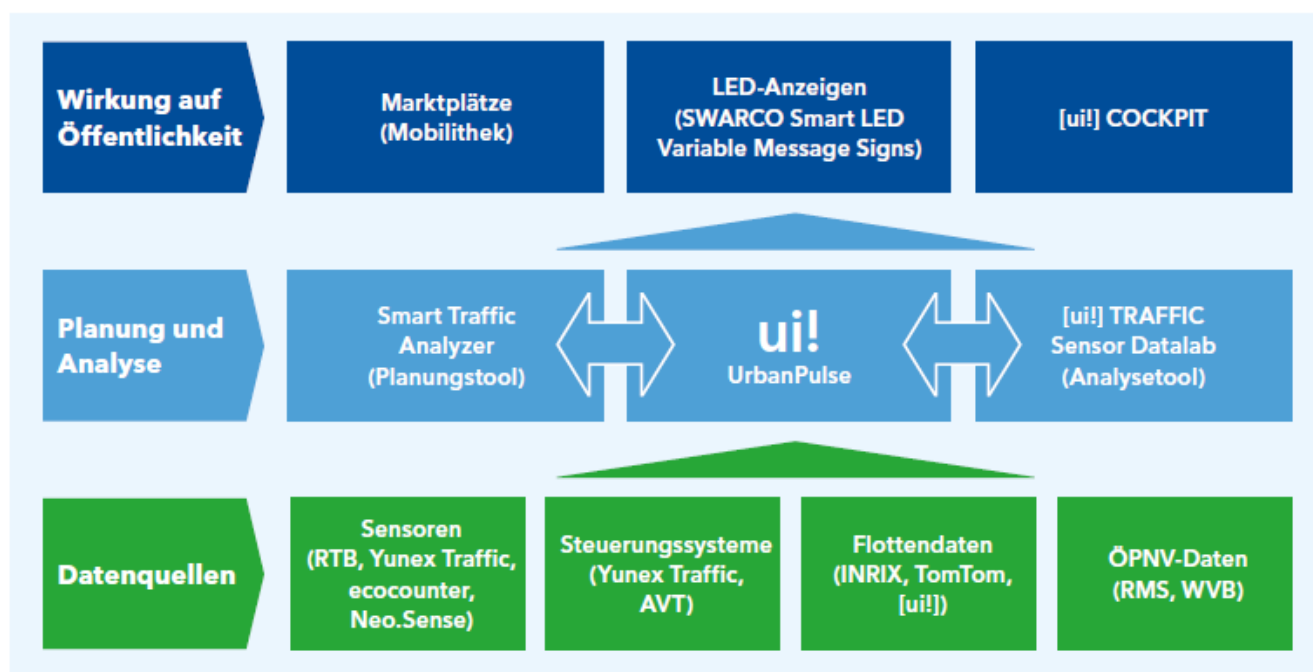 Wirkung auf
Öffentlichkeit
Marktplätze
(Mobilithek)
LED-Anzeigen
(SWARCO Smart LED
Variable Message Signs)
[ui!] COCKPIT
Planung und
Analyse
Smart Traffic
Analyzer
(Planungstool)
ui!
UrbanPulse
[ui!] TRAFFIC
Sensor Datalab
(Analysetool)
Datenquellen
Sensoren
(RTB, Yunex Traffic,
ecocounter,
Neo.Sense)
Steuerungssysteme
(Yunex Traffic,
AVT)
Flottendaten
(INRIX, TomTom,
[ui!])
ÖPNV-Daten
(RMS, WVB)